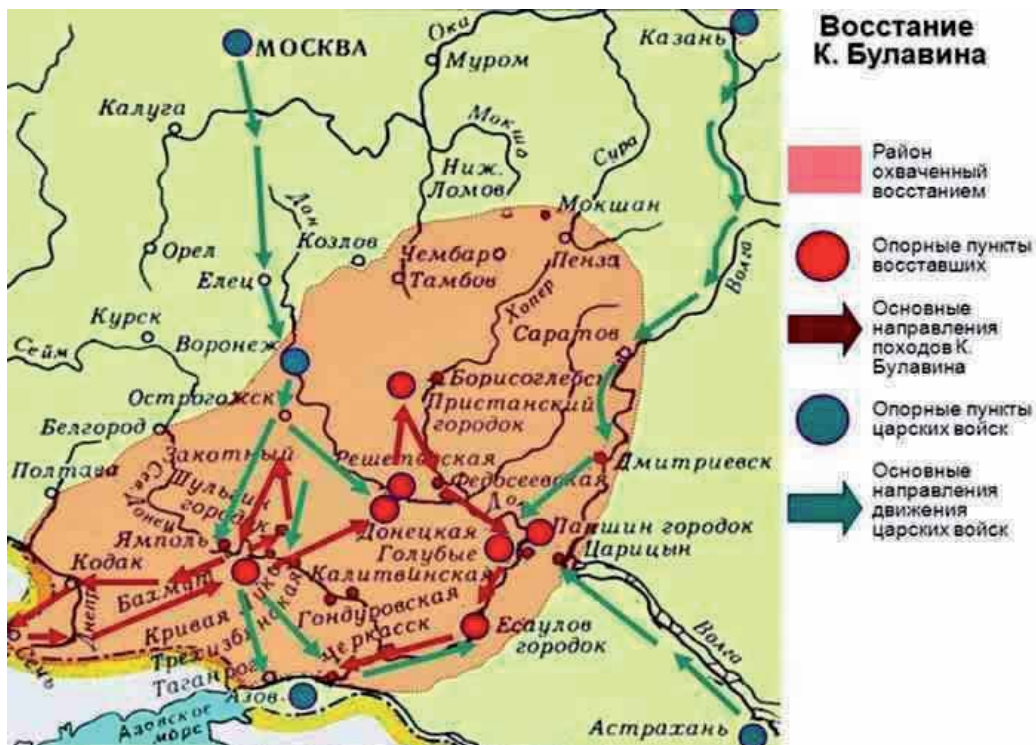 Восстание
К. Булавина
Район
охваченный
восстанием
Опорные пункты
восставших
Основные
направления
походов К.
Булавина
Опорные пункты
царских войск
Основные
направления
движения
царских войск
МОСКВА
Ока
Казань
Муром
Калуга
Мокша
Сура
Ниж.
Ломов
Дон
Мокшан
Орел
Козлов
Чембар
Пенза
Волга
Елец
Тамбов
Хопер
Курск
Саратов
Сейм
Воронеж
Борисоглебск
Острогожск
Пристанский
городок
Белгород
Закотный
Решетовская
Дмитриевск
Полтава
Сев. Донец
Шульгин
городок
Федосеевская
Дон
Ямполь
Донецкая
Паншин городок
Кодак
Голубые
Царицын
Бахмут
Калитвинская
Днепр
Кривая Лука
Гондуровская
Есаулов
городок
Сечь
Трехизбянская
Черкасск
Волга
Таганрог
Азов
Азовское
море
Астрахань